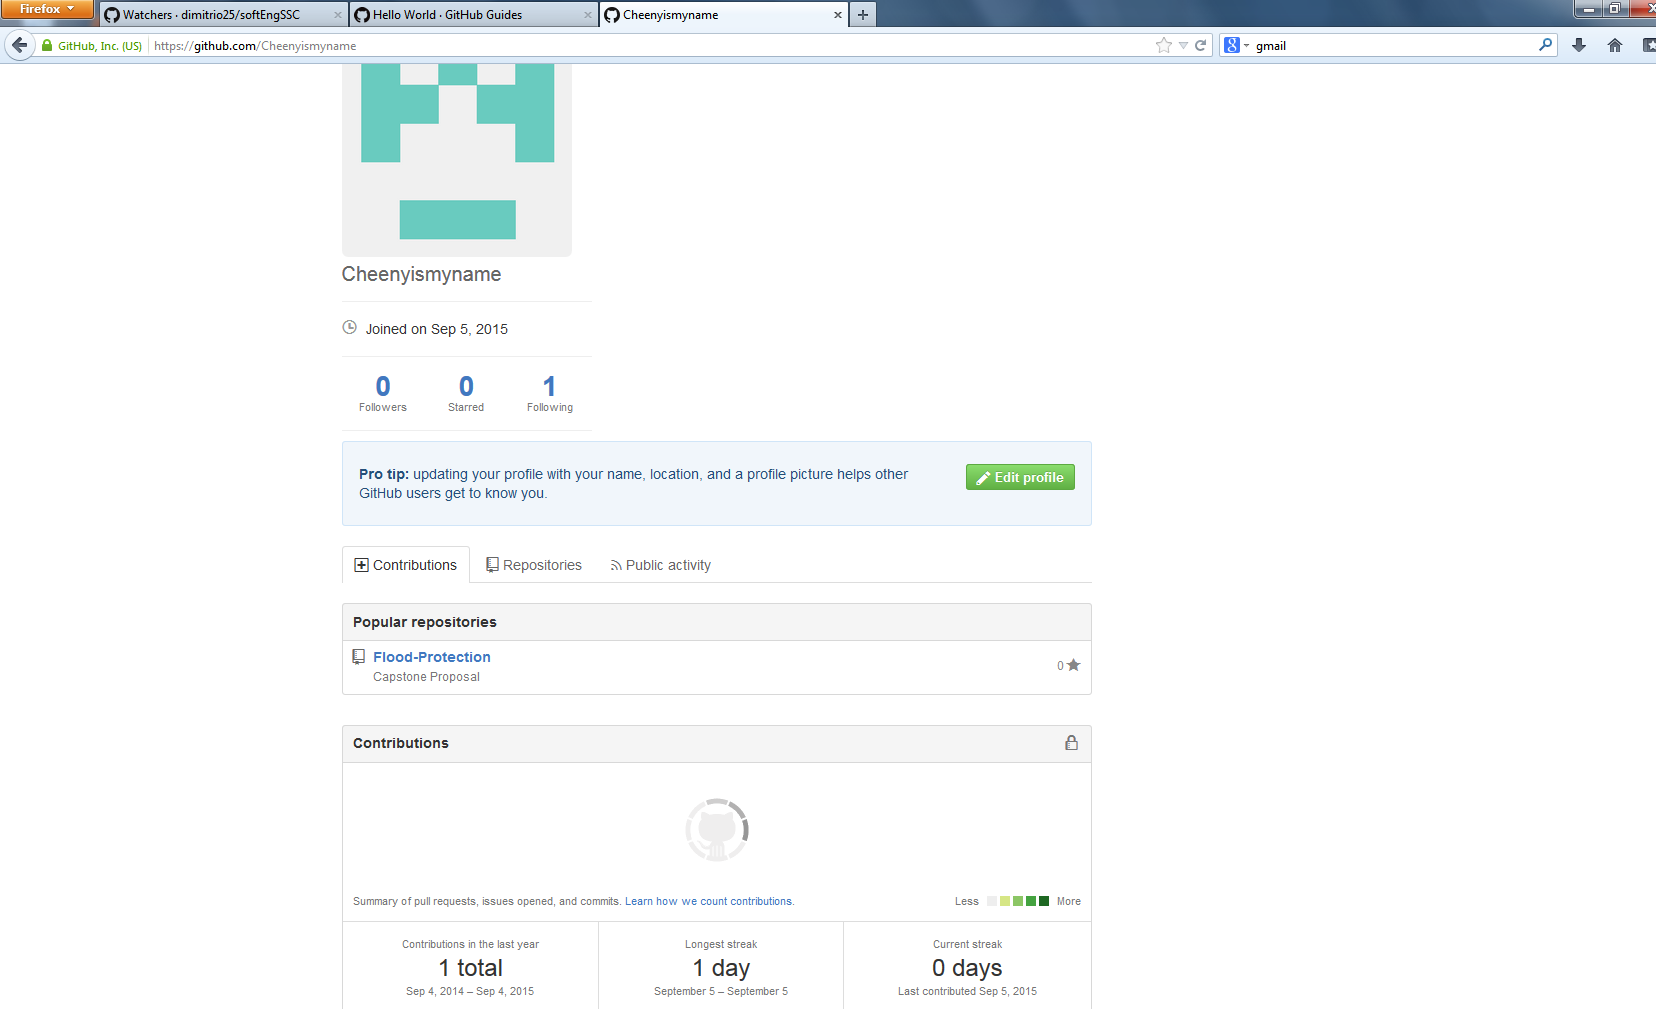 Firefox
Watchers · dimitrio25/softEngSSC
Hello World · GitHub Guides
Cheenyismyname
GitHub, Inc. (US)
https://github.com/Cheenyismyname
gmail
Cheenyismyname
Joined on Sep 5, 2015
0 0 1
Followers Starred Following
Pro tip: updating your profile with your name, location, and a profile picture helps other
GitHub users get to know you.
Edit profile
Contributions Repositories Public activity
Popular repositories
Flood-Protection
Capstone Proposal
0
Contributions
Summary of pull requests, issues opened, and commits. Learn how we count contributions.
Less More
Contributions in the last year
1 total
Sep 4, 2014 – Sep 4, 2015
Longest streak
1 day
September 5 – September 5
Current streak
0 days
Last contributed Sep 5, 2015